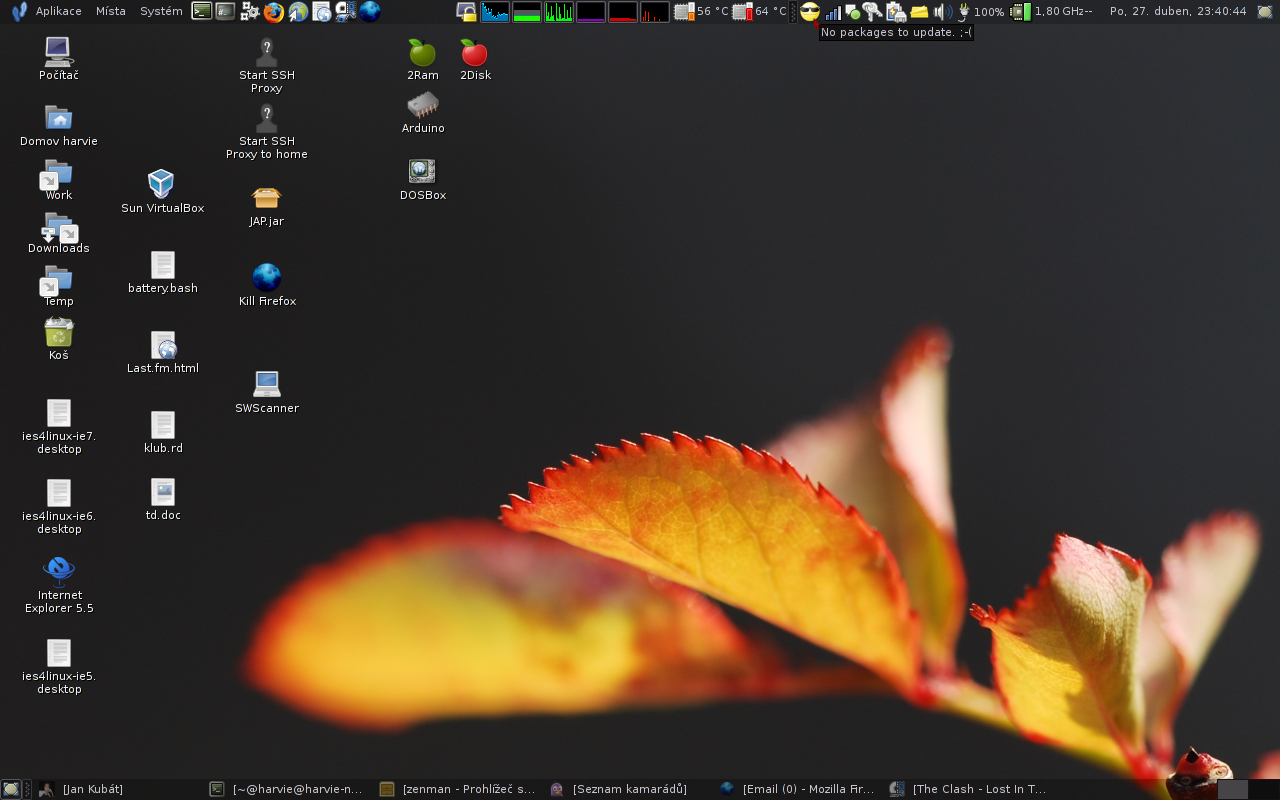 Aplikace Místa Systém 56 °C 64 °C 100% 1,80 GHz-- Po, 27. duben, 23:40:44
No packages to update. ;-(
Počítač
Domov harvie
Work
Downloads
Temp
Koš
ies4linux-ie7.
desktop
ies4linux-ie6.
desktop
Internet
Explorer 5.5
ies4linux-ie5.
desktop
Sun VirtualBox
battery.bash
Last.fm.html
klub.rd
td.doc
Start SSH
Proxy
Start SSH
Proxy to home
JAP.jar
Kill Firefox
SWScanner
2Ram
2Disk
Arduino
DOSBox
[Jan Kubát] [~@harvie@harvie-n... [zenman - Prohlížeč s... [Seznam kamarádů] [Email (0) - Mozilla Fir... [The Clash - Lost In T...